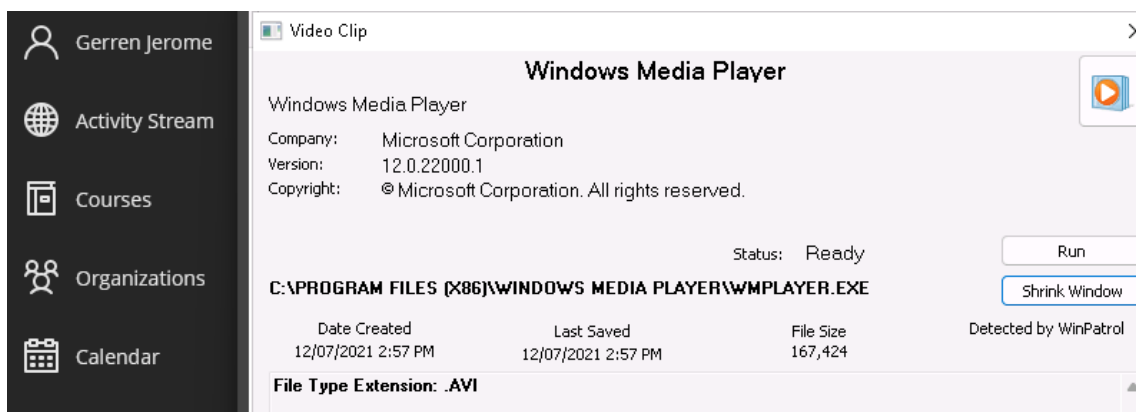 Gerren Jerome
Activity Stream
Courses
Organizations
Calendar
Video Clip
Windows Media Player
Windows Media Player
Company: Microsoft Corporation
Version: 12.0.22000.1
Copyright: © Microsoft Corporation. All rights reserved.
Status: Ready
Run
C:\PROGRAM FILES (X86)\WINDOWS MEDIA PLAYER\WMPLAYER.EXE
Shrink Window
Date Created Last Saved File Size Detected by WinPatrol
12/07/2021 2:57 PM 12/07/2021 2:57 PM 167,424
File Type Extension: .AVI